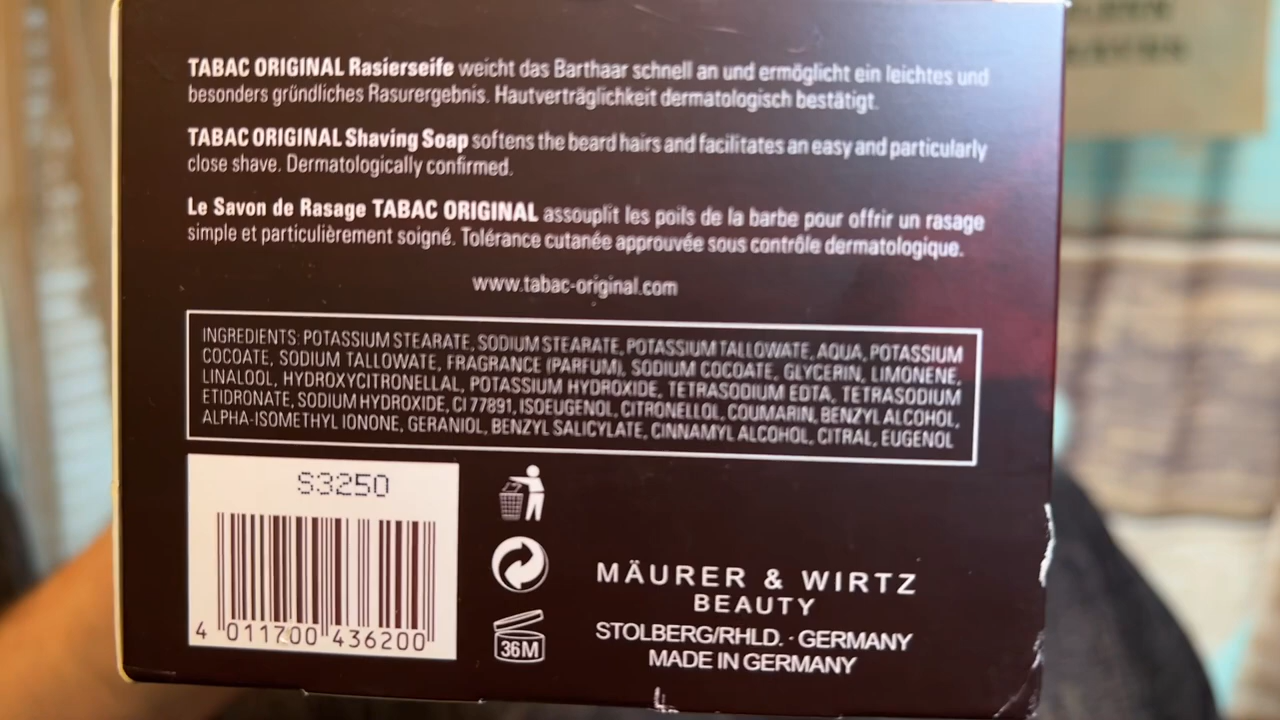 TABAC ORIGINAL Rasierseife weicht das Barthaar schnell an und ermöglicht ein leichtes und
besonders gründliches Rasurergebnis. Hautverträglichkeit dermatologisch bestätigt.
TABAC ORIGINAL Shaving Soap softens the beard hairs and facilitates an easy and particularly
close shave. Dermatologically confirmed.
Le Savon de Rasage TABAC ORIGINAL assouplit les poils de la barbe pour offrir un rasage
simple et particulièrement soigné. Tolérance cutanée approuvée sous contrôle dermatologique.
www.tabac-original.com
INGREDIENTS: POTASSIUM STEARATE, SODIUM STEARATE, POTASSIUM TALLOWATE, AQUA, POTASSIUM
COCOATE, SODIUM TALLOWATE, FRAGRANCE (PARFUM), SODIUM COCOATE, GLYCERIN, LIMONENE,
LINALOOL, HYDROXYCITRONELLAL, POTASSIUM HYDROXIDE, TETRASODIUM EDTA, TETRASODIUM
ETIDRONATE, SODIUM HYDROXIDE, CI 77891, ISOEUGENOL, CITRONELLOL, COUMARIN, BENZYL ALCOHOL,
ALPHA-ISOMETHYL IONONE, GERANIOL, BENZYL SALICYLATE, CINNAMYL ALCOHOL, CITRAL, EUGENOL
S3250
4 011700 436200
36M
MÄURER & WIRTZ
BEAUTY
STOLBERG/RHLD. · GERMANY
MADE IN GERMANY